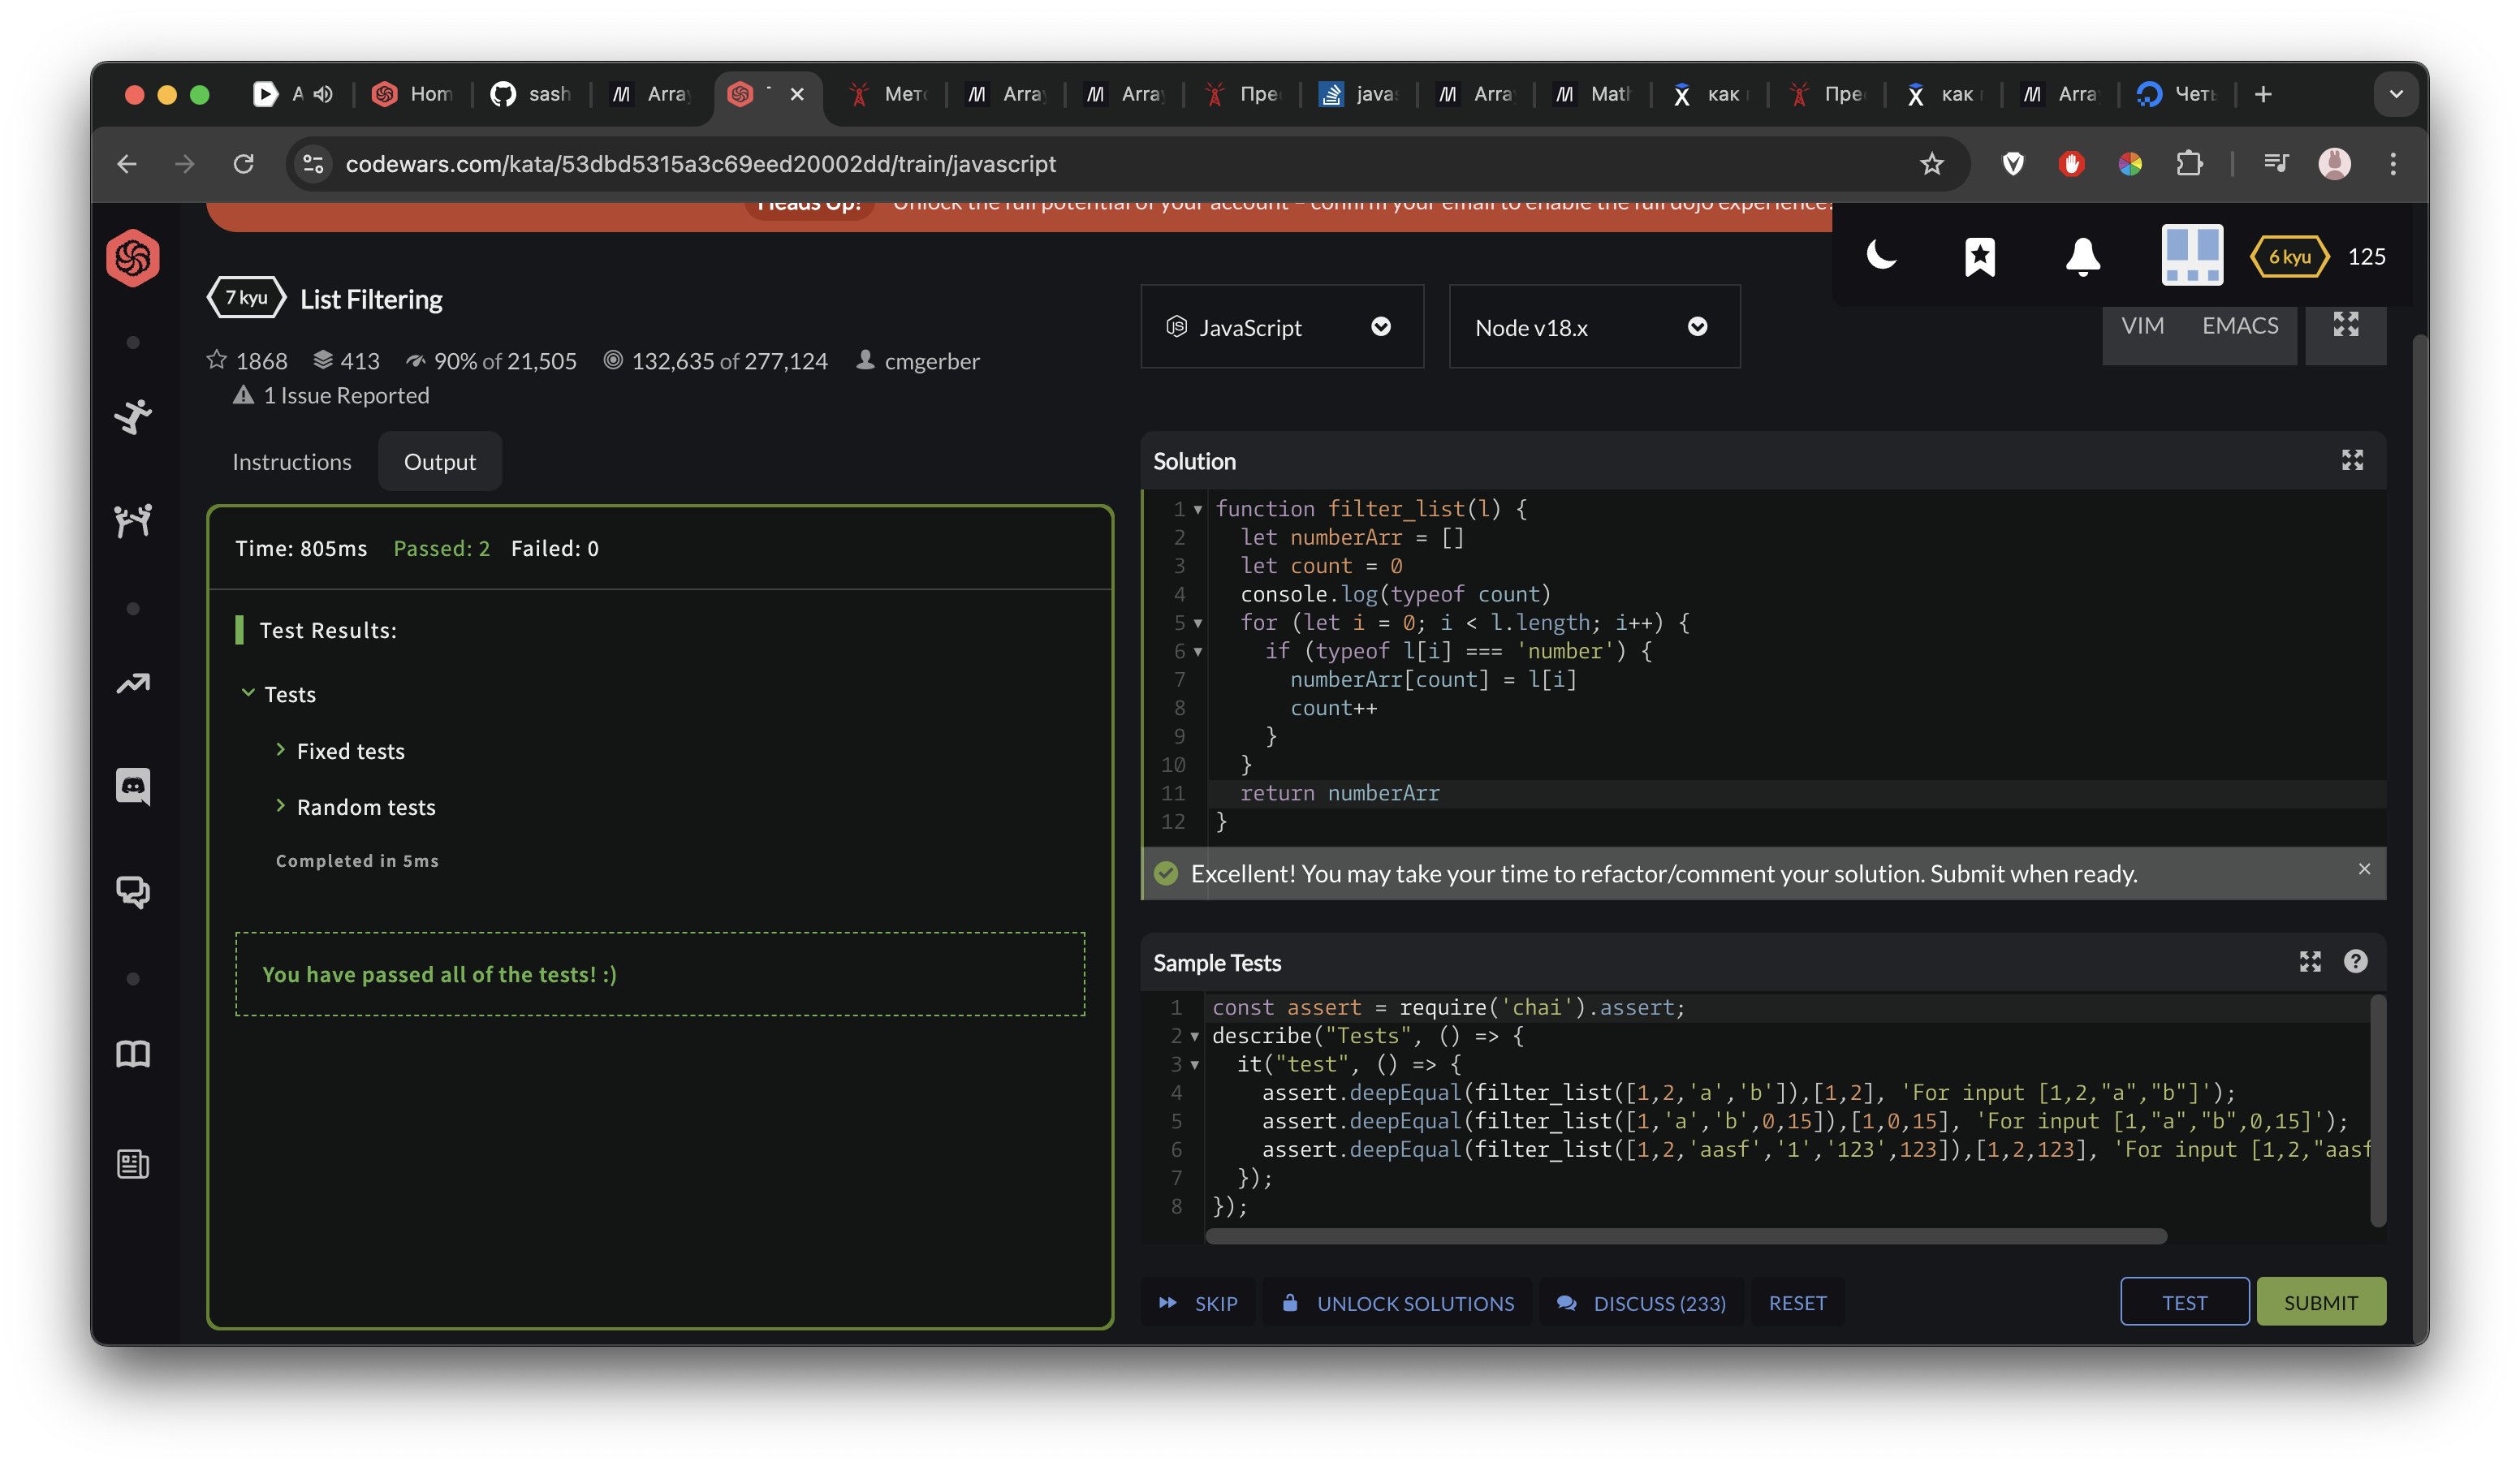 A
Hom
sash
Arra
Мето
Arra
Arra
Пре
javas
Arra
Math
как
Пре
как
Arra
Четь
codewars.com/kata/53dbd5315a3c69eed20002dd/train/javascript
Heads Up! Unlock the full potential of your account – confirm your email to enable the full dojo experience.
6 kyu 125
7 kyu List Filtering
1868 413 90% of 21,505 132,635 of 277,124 cmgerber
1 Issue Reported
JavaScript
Node v18.x
VIM EMACS
Instructions Output
Time: 805ms Passed: 2 Failed: 0
Test Results:
Tests
Fixed tests
Random tests
Completed in 5ms
You have passed all of the tests! :)
Solution
1 function filter_list(l) {
2 let numberArr = []
3 let count = 0
4 console.log(typeof count)
5 for (let i = 0; i < l.length; i++) {
6 if (typeof l[i] === 'number') {
7 numberArr[count] = l[i]
8 count++
9 }
10 }
11 return numberArr
12 }
Excellent! You may take your time to refactor/comment your solution. Submit when ready.
Sample Tests
1 const assert = require('chai').assert;
2 describe("Tests", () => {
3 it("test", () => {
4 assert.deepEqual(filter_list([1,2,'a','b']),[1,2], 'For input [1,2,"a","b"]');
5 assert.deepEqual(filter_list([1,'a','b',0,15]),[1,0,15], 'For input [1,"a","b",0,15]');
6 assert.deepEqual(filter_list([1,2,'aasf','1','123',123]),[1,2,123], 'For input [1,2,"aasf
7 });
8 });
SKIP UNLOCK SOLUTIONS DISCUSS (233) RESET TEST SUBMIT